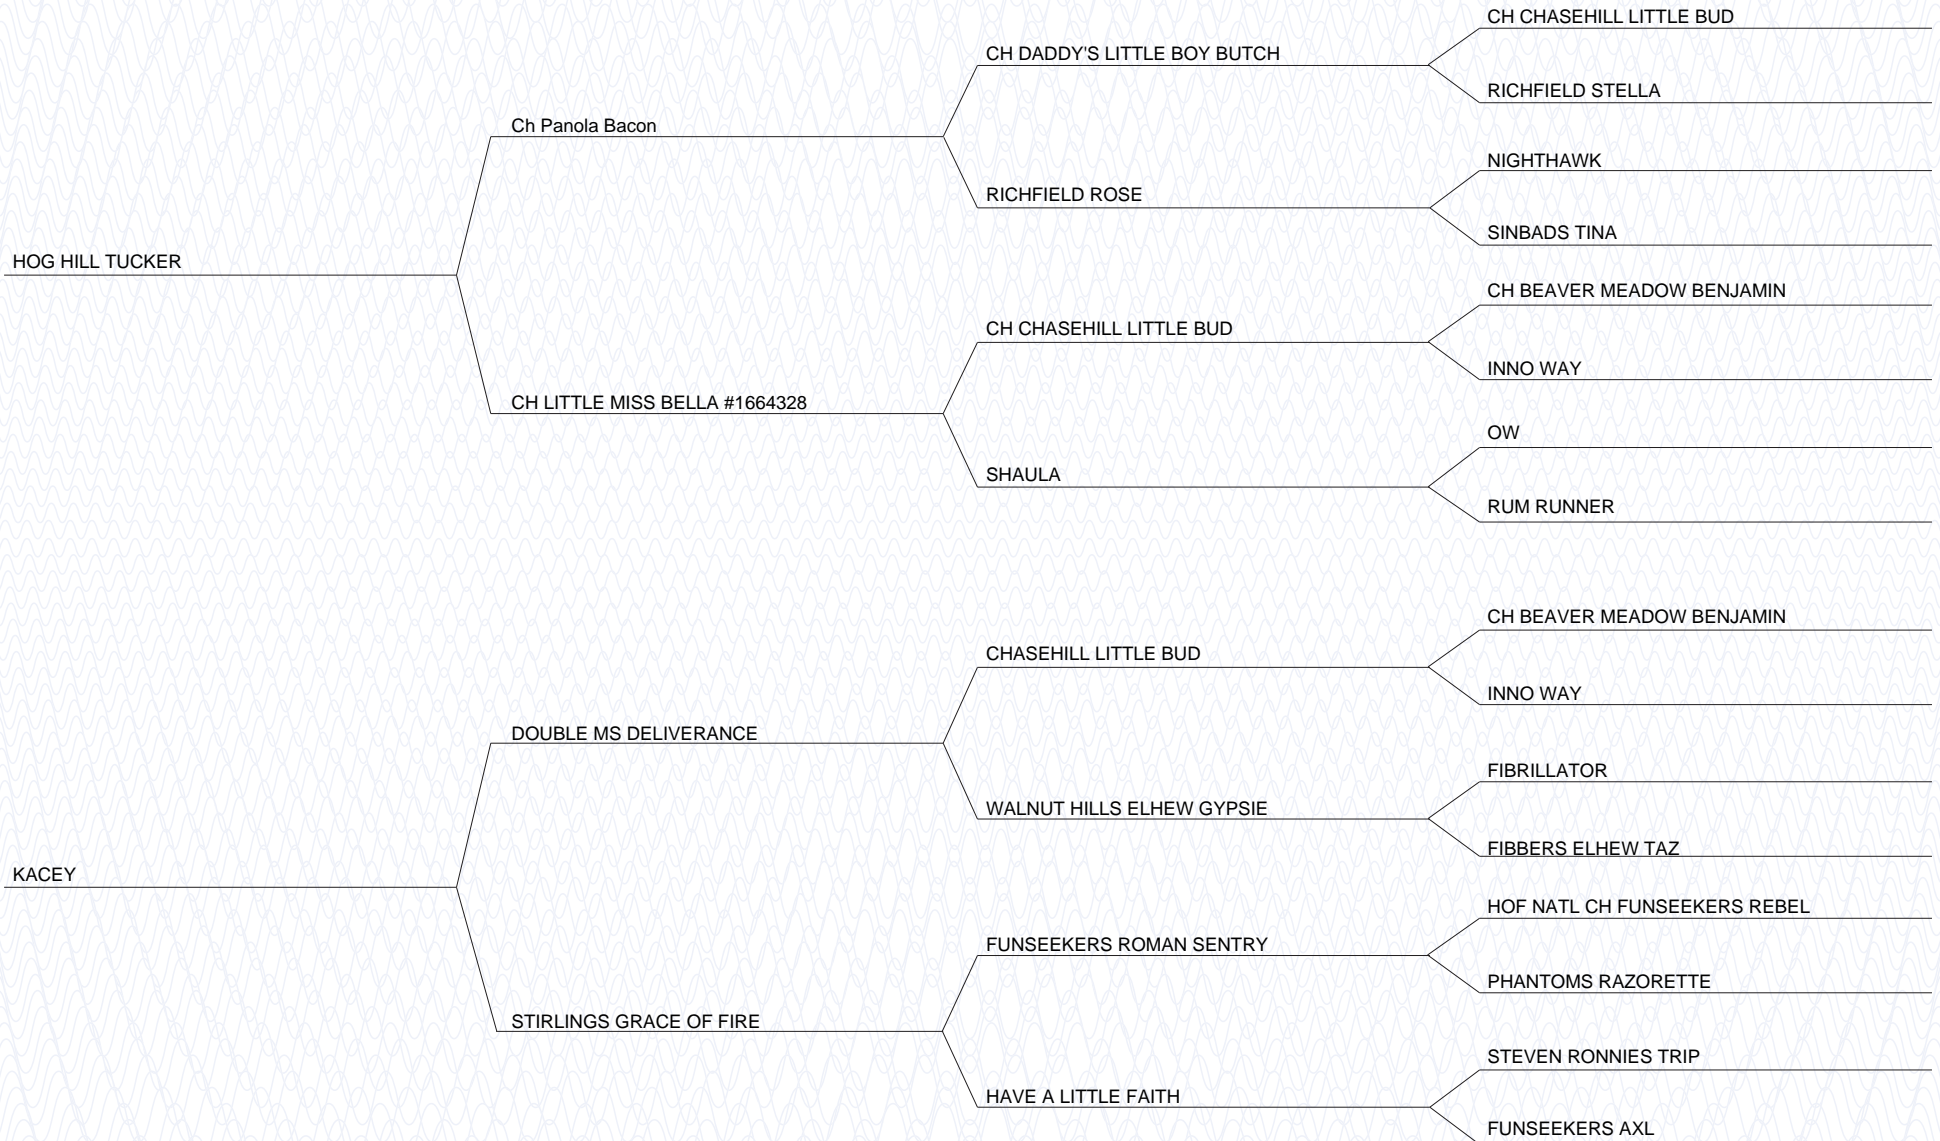 CH CHASEHILL LITTLE BUD
CH DADDY'S LITTLE BOY BUTCH
RICHFIELD STELLA
Ch Panola Bacon
NIGHTHAWK
RICHFIELD ROSE
SINBADS TINA
HOG HILL TUCKER
CH BEAVER MEADOW BENJAMIN
CH CHASEHILL LITTLE BUD
INNO WAY
CH LITTLE MISS BELLA #1664328
OW
SHAULA
RUM RUNNER
CH BEAVER MEADOW BENJAMIN
CHASEHILL LITTLE BUD
INNO WAY
DOUBLE MS DELIVERANCE
FIBRILLATOR
WALNUT HILLS ELHEW GYPSIE
FIBBERS ELHEW TAZ
KACEY
HOF NATL CH FUNSEEKERS REBEL
FUNSEEKERS ROMAN SENTRY
PHANTOMS RAZORETTE
STIRLINGS GRACE OF FIRE
STEVEN RONNIES TRIP
HAVE A LITTLE FAITH
FUNSEEKERS AXL